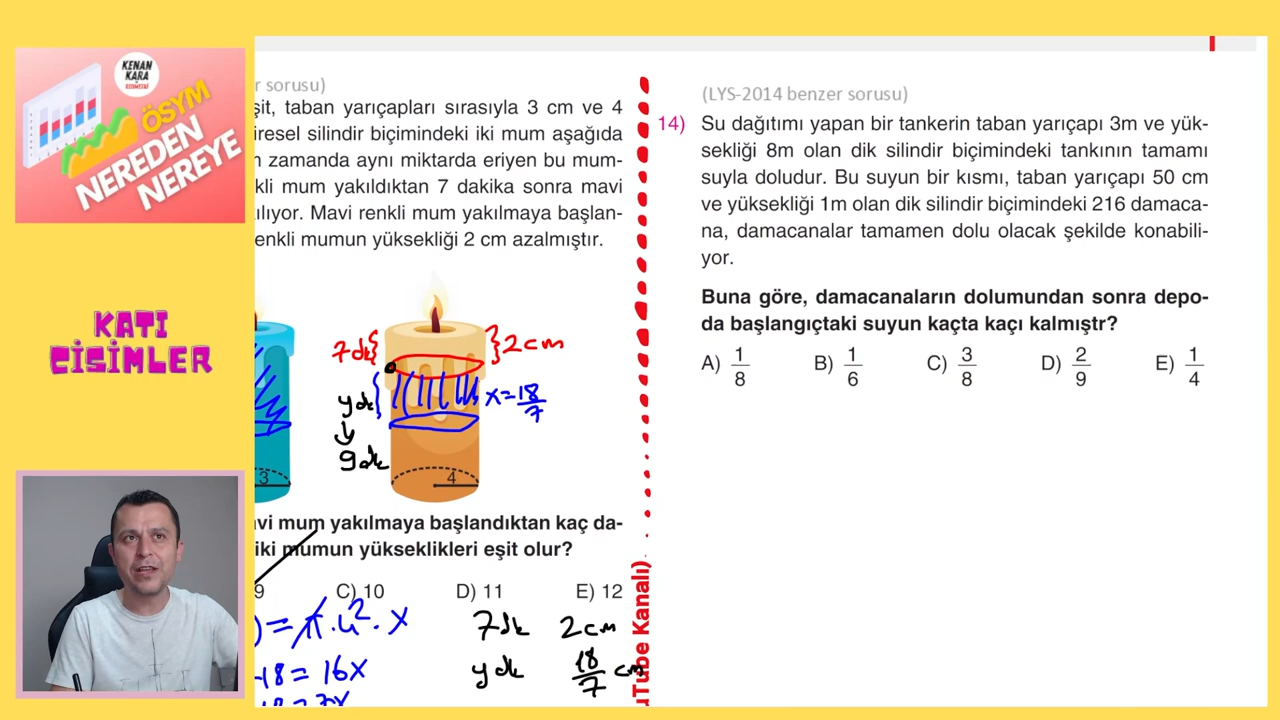 KENAN
KARA
ÖSYM
NEREDEN
NEREYE
KATI
CİSİMLER
r sorusu)
şit, taban yarıçapları sırasıyla 3 cm ve 4
iresel silindir biçimindeki iki mum aşağıda
n zamanda aynı miktarda eriyen bu mum-
kli mum yakıldıktan 7 dakika sonra mavi
ılıyor. Mavi renkli mum yakılmaya başlan-
enkli mumun yüksekliği 2 cm azalmıştır.
7dk
2cm
ydk
x=18/7
9dk
3
4
avi mum yakılmaya başlandıktan kaç da-
iki mumun yükseklikleri eşit olur?
9 C) 10 D) 11 E) 12
)=π.4².x
7dk 2cm
18=16x
ydk 18/7 cm
uTube Kanalı)
(LYS-2014 benzer sorusu)
14) Su dağıtımı yapan bir tankerin taban yarıçapı 3m ve yük-
sekliği 8m olan dik silindir biçimindeki tankının tamamı
suyla doludur. Bu suyun bir kısmı, taban yarıçapı 50 cm
ve yüksekliği 1m olan dik silindir biçimindeki 216 damaca-
na, damacanalar tamamen dolu olacak şekilde konabili-
yor.
Buna göre, damacanaların dolumundan sonra depo-
da başlangıçtaki suyun kaçta kaçı kalmıştr?
A) 1/8 B) 1/6 C) 3/8 D) 2/9 E) 1/4